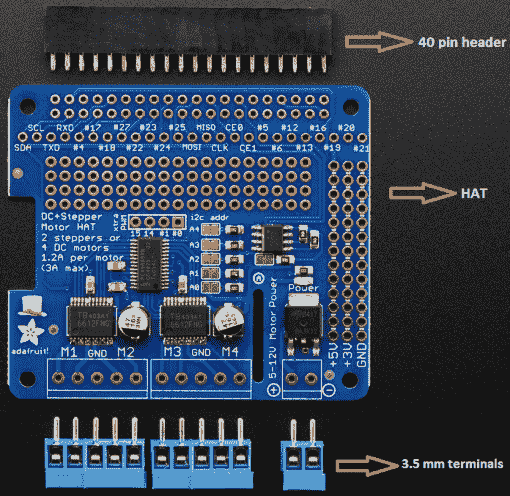 40 pin header
SCL RXD #17 #27 #23 #25 MISO CE0 #5 #12 #16 #20
SDA TXD #4 #18 #22 #24 MOSI CLK CE1 #6 #13 #19 #21
HAT
DC+Stepper
Motor HAT
2 steppers or
4 DC motors
1.2A per motor
(3A max)
Xtra
PWM
15 14 #1 #0
i2c addr
A4
A3
A2
A1
A0
Power
6612FNG
6612FNG
adafruit!
M1 GND M2
M3 GND M4
5-12V Motor Power
+5V
+3V
GND
+
-
3.5 mm terminals